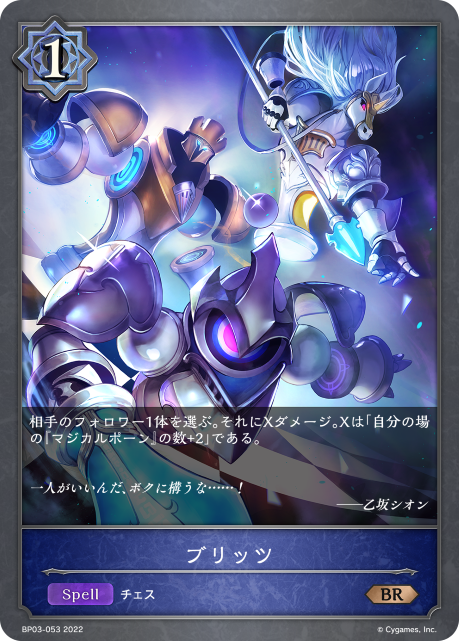 1
相手のフォロワー1体を選ぶ。それにXダメージ。Xは「自分の場
の『マジカルポーン』の数+2」である。
一人がいいんだ、ボクに構うな……！
――乙坂シオン
ブリッツ
Spell チェス
BR
BP03-053 2022
© Cygames, Inc.